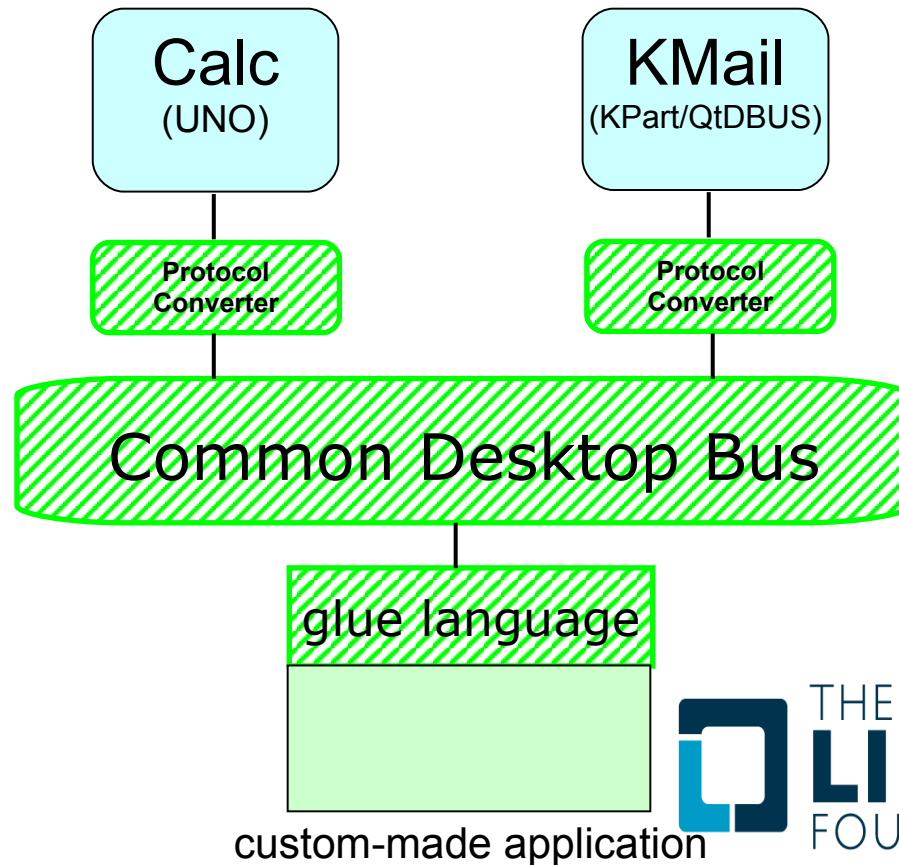 Calc
(UNO)
KMail
(KPart/QtDBUS)
Protocol
Converter
Protocol
Converter
Common Desktop Bus
glue language
custom-made application
THE
LI
FOU